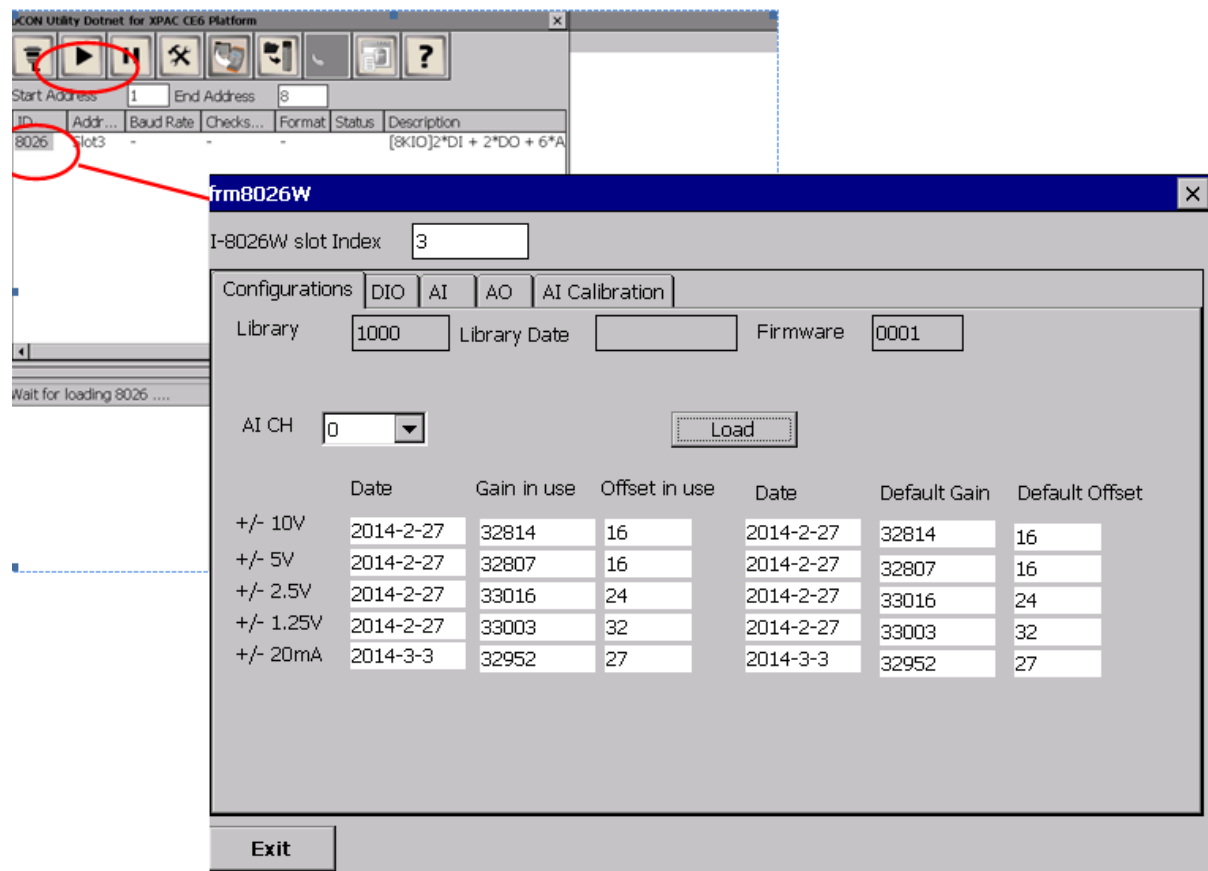 DCON Utility Dotnet for XPAC CE6 Platform
?
Start Address 1 End Address 8
ID Addr... Baud Rate Checks... Format Status Description
8026 Slot3 - - - [8KIO]2*DI + 2*DO + 6*A
Wait for loading 8026 ....
frm8026W
I-8026W slot Index 3
Configurations DIO AI AO AI Calibration
Library 1000 Library Date Firmware 0001
AI CH 0 Load
Date Gain in use Offset in use Date Default Gain Default Offset
+/- 10V 2014-2-27 32814 16 2014-2-27 32814 16
+/- 5V 2014-2-27 32807 16 2014-2-27 32807 16
+/- 2.5V 2014-2-27 33016 24 2014-2-27 33016 24
+/- 1.25V 2014-2-27 33003 32 2014-2-27 33003 32
+/- 20mA 2014-3-3 32952 27 2014-3-3 32952 27
Exit